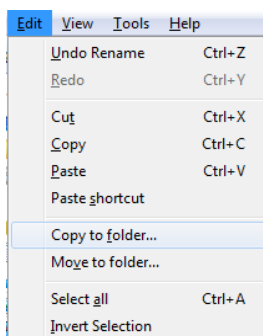 Edit View Tools Help
Undo Rename Ctrl+Z
Redo Ctrl+Y
Cut Ctrl+X
Copy Ctrl+C
Paste Ctrl+V
Paste shortcut
Copy to folder...
Move to folder...
Select all Ctrl+A
Invert Selection